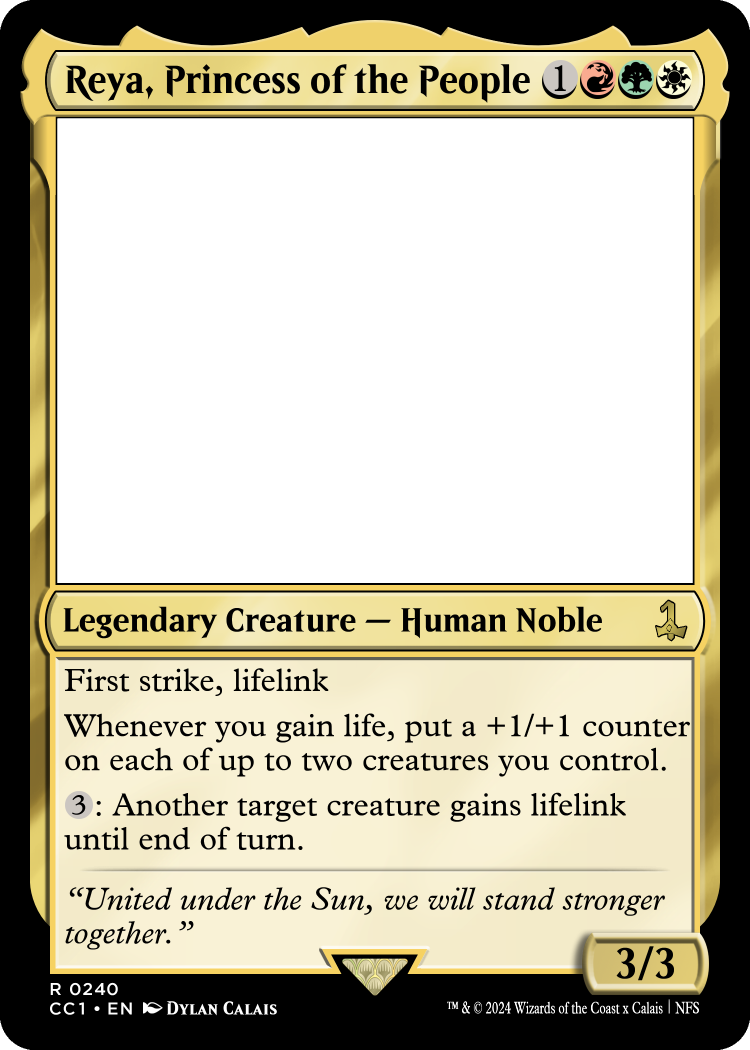 Reya, Princess of the People 1
Legendary Creature — Human Noble
First strike, lifelink
Whenever you gain life, put a +1/+1 counter
on each of up to two creatures you control.
3: Another target creature gains lifelink
until end of turn.
“United under the Sun, we will stand stronger
together.”
3/3
R 0240
CC1 • EN Dylan Calais
™ & © 2024 Wizards of the Coast x Calais | NFS